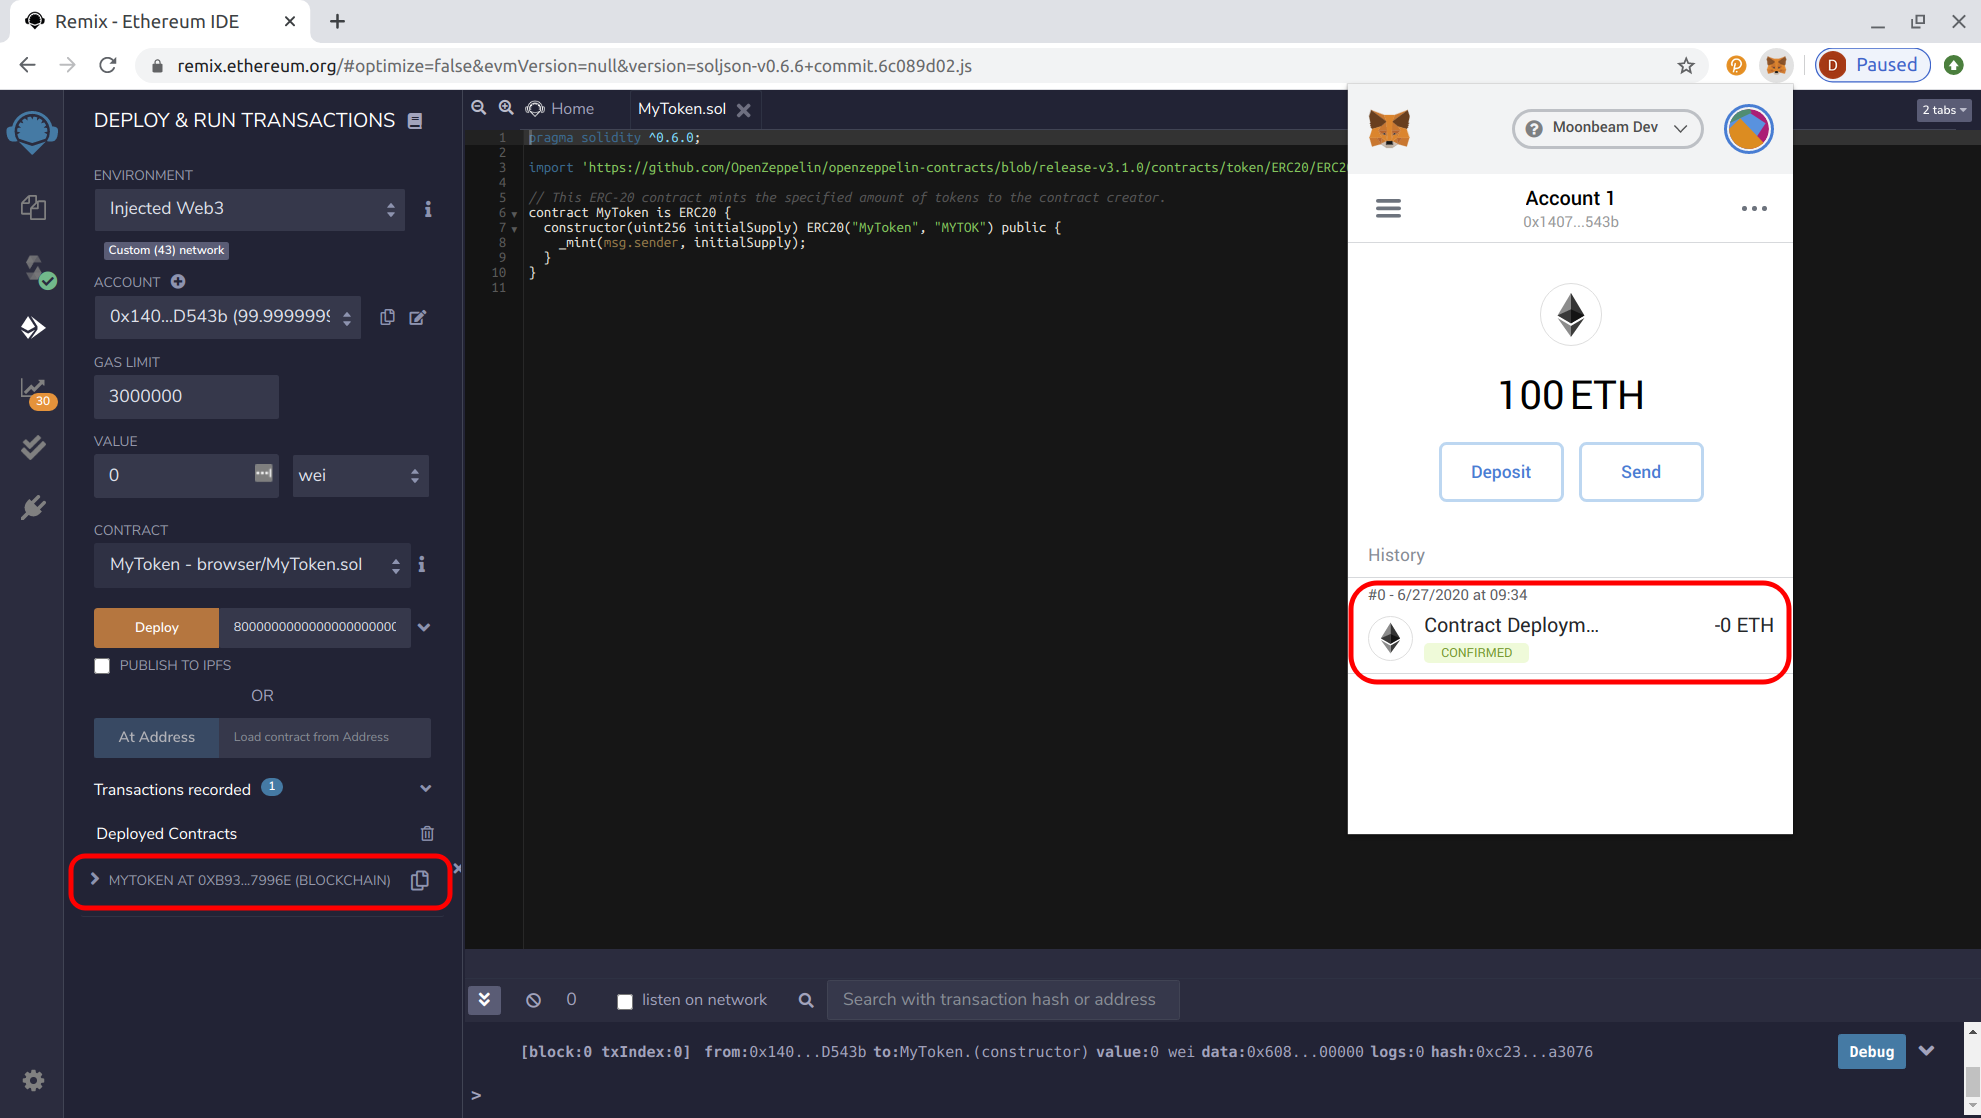 Remix - Ethereum IDE
remix.ethereum.org/#optimize=false&evmVersion=null&version=soljson-v0.6.6+commit.6c089d02.js
D Paused
DEPLOY & RUN TRANSACTIONS
ENVIRONMENT
Injected Web3
Custom (43) network
ACCOUNT
0x140...D543b (99.9999999
GAS LIMIT
3000000
VALUE
0
wei
CONTRACT
MyToken - browser/MyToken.sol
Deploy
PUBLISH TO IPFS
OR
At Address
Load contract from Address
Transactions recorded 1
Deployed Contracts
MYTOKEN AT 0XB93...7996E (BLOCKCHAIN)
30
Home
MyToken.sol
2 tabs
1 pragma solidity ^0.6.0;
2
3 import 'https://github.com/OpenZeppelin/openzeppelin-contracts/blob/release-v3.1.0/contracts/token/ERC20/ERC2
4
5 // This ERC-20 contract mints the specified amount of tokens to the contract creator.
6 contract MyToken is ERC20 {
7 constructor(uint256 initialSupply) ERC20("MyToken", "MYTOK") public {
8 _mint(msg.sender, initialSupply);
9 }
10 }
11
Moonbeam Dev
Account 1
0x1407...543b
100 ETH
Deposit
Send
History
#0 - 6/27/2020 at 09:34
Contract Deploym...
-0 ETH
CONFIRMED
0
listen on network
Search with transaction hash or address
[block:0 txIndex:0] from:0x140...D543b to:MyToken.(constructor) value:0 wei data:0x608...00000 logs:0 hash:0xc23...a3076
Debug
>